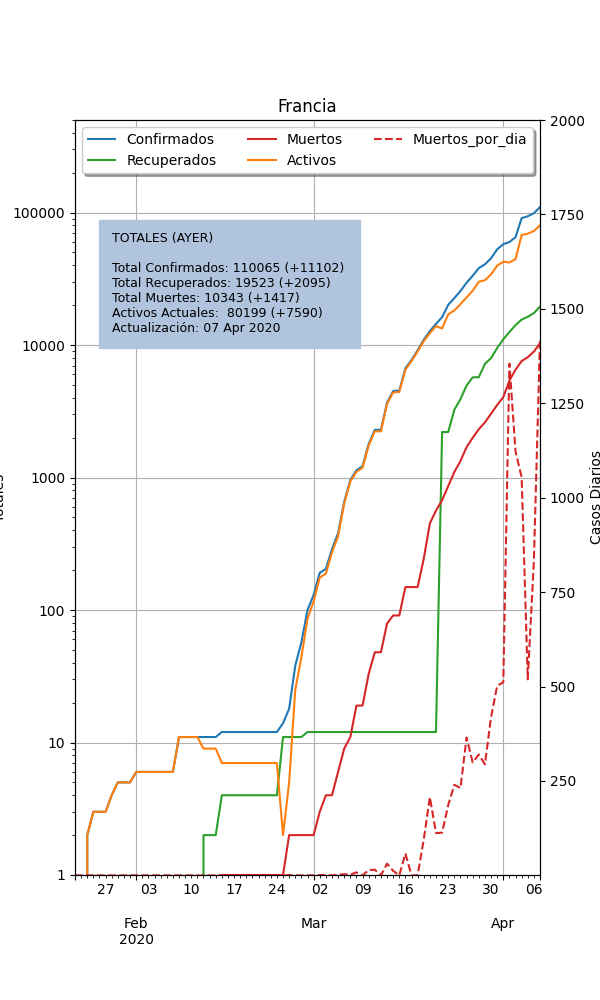 Francia
Confirmados
Recuperados
Muertos
Activos
Muertos_por_dia
TOTALES (AYER)
Total Confirmados: 110065 (+11102)
Total Recuperados: 19523 (+2095)
Total Muertes: 10343 (+1417)
Activos Actuales:  80199 (+7590)
Actualización: 07 Apr 2020
100000
10000
1000
100
10
1
2000
1750
1500
1250
1000
750
500
250
Casos Diarios
27 03 10 17 24 02 09 16 23 30 06
Feb Mar Apr
2020